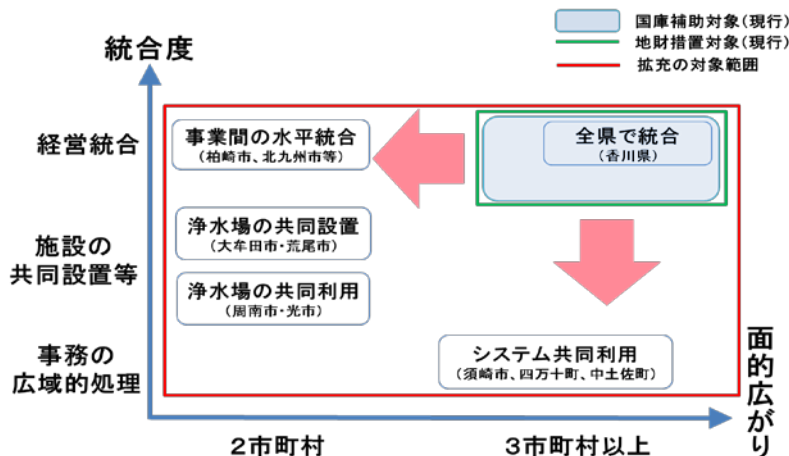 国庫補助対象(現行)
地財措置対象(現行)
拡充の対象範囲
統合度
経営統合
事業間の水平統合
(柏崎市、北九州市等)
全県で統合
(香川県)
施設の
共同設置等
浄水場の共同設置
(大牟田市・荒尾市)
浄水場の共同利用
(周南市・光市)
事務の
広域的処理
システム共同利用
(須崎市、四万十町、中土佐町)
面的広がり
2市町村
3市町村以上